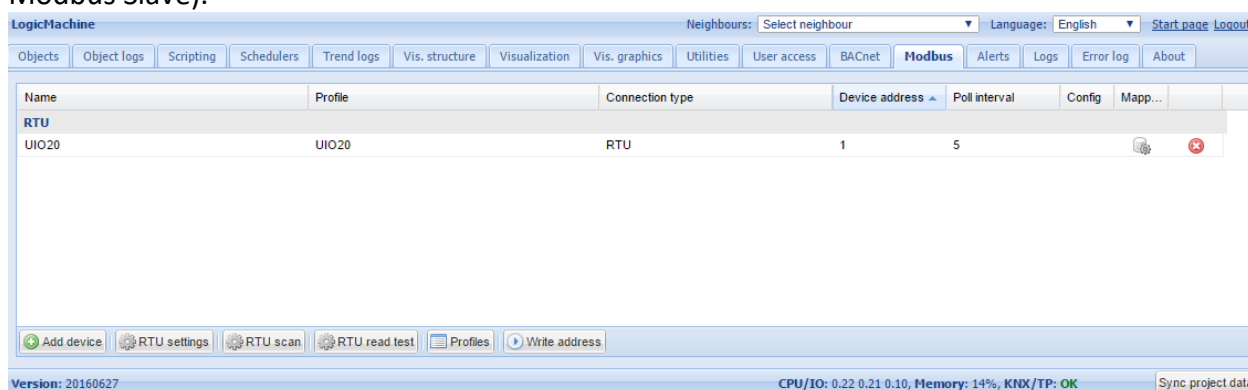 Modbus Slave).
LogicMachine Neighbours: Select neighbour Language: English Start page Logout
Objects Object logs Scripting Schedulers Trend logs Vis. structure Visualization Vis. graphics Utilities User access BACnet Modbus Alerts Logs Error log About
Name Profile Connection type Device address Poll interval Config Mapp...
RTU
UIO20 UIO20 RTU 1 5
Add device RTU settings RTU scan RTU read test Profiles Write address
Version: 20160627 CPU/IO: 0.22 0.21 0.10, Memory: 14%, KNX/TP: OK Sync project data